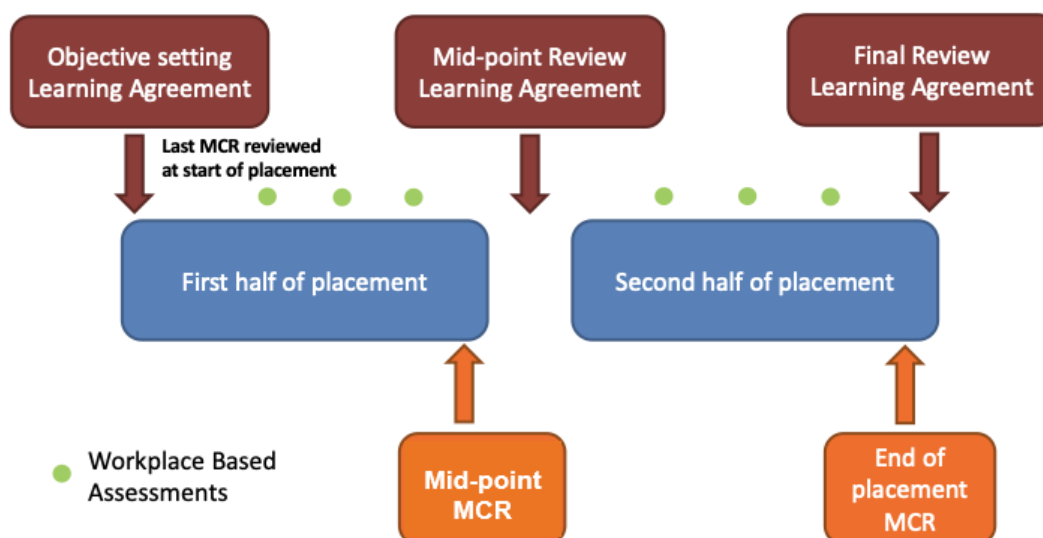 Objective setting
Learning Agreement
Mid-point Review
Learning Agreement
Final Review
Learning Agreement
Last MCR reviewed
at start of placement
First half of placement
Second half of placement
Workplace Based
Assessments
Mid-point
MCR
End of
placement
MCR